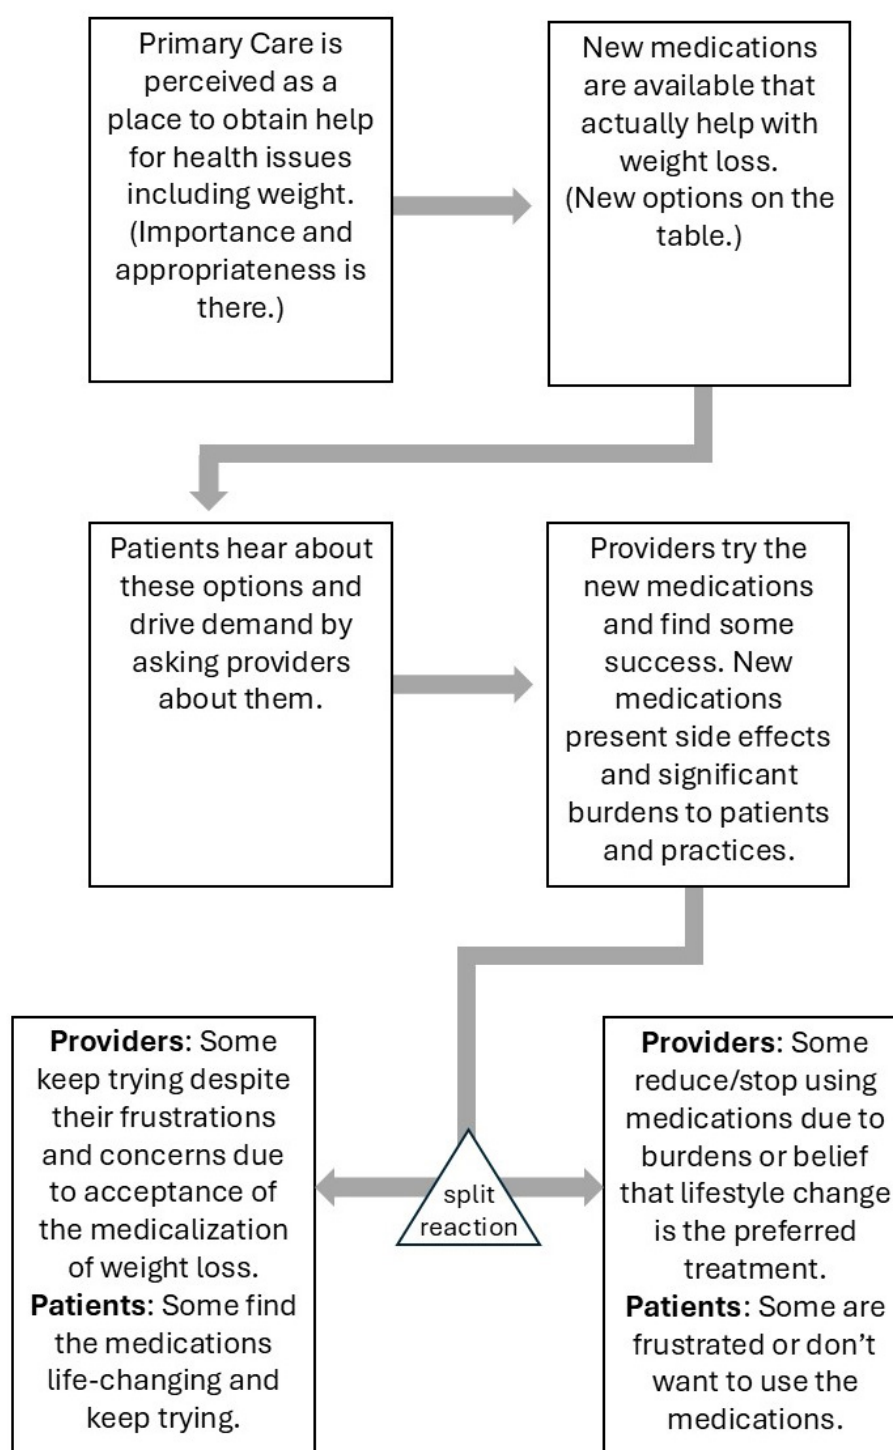 Primary Care is
perceived as a
place to obtain help
for health issues
including weight.
(Importance and
appropriateness is
there.)
New medications
are available that
actually help with
weight loss.
(New options on the
table.)
Patients hear about
these options and
drive demand by
asking providers
about them.
Providers try the
new medications
and find some
success. New
medications
present side effects
and significant
burdens to patients
and practices.
split
reaction
Providers: Some
keep trying despite
their frustrations
and concerns due
to acceptance of
the medicalization
of weight loss.
Patients: Some find
the medications
life-changing and
keep trying.
Providers: Some
reduce/stop using
medications due to
burdens or belief
that lifestyle change
is the preferred
treatment.
Patients: Some are
frustrated or don’t
want to use the
medications.